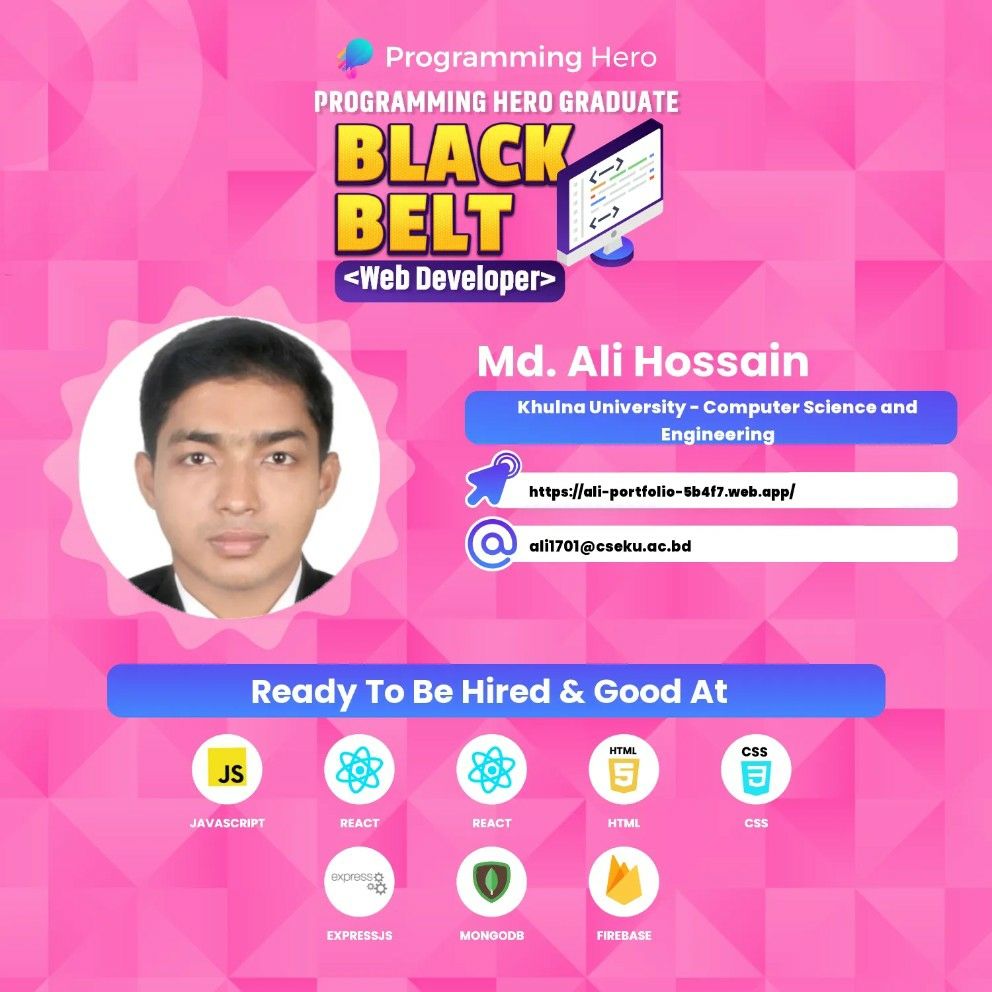 Programming Hero
PROGRAMMING HERO GRADUATE
BLACK
BELT
<Web Developer>
Md. Ali Hossain
Khulna University - Computer Science and
Engineering
https://ali-portfolio-5b4f7.web.app/
ali1701@cseku.ac.bd
Ready To Be Hired & Good At
JS
HTML
5
CSS
3
JAVASCRIPT
REACT
REACT
HTML
CSS
express
EXPRESSJS
MONGODB
FIREBASE